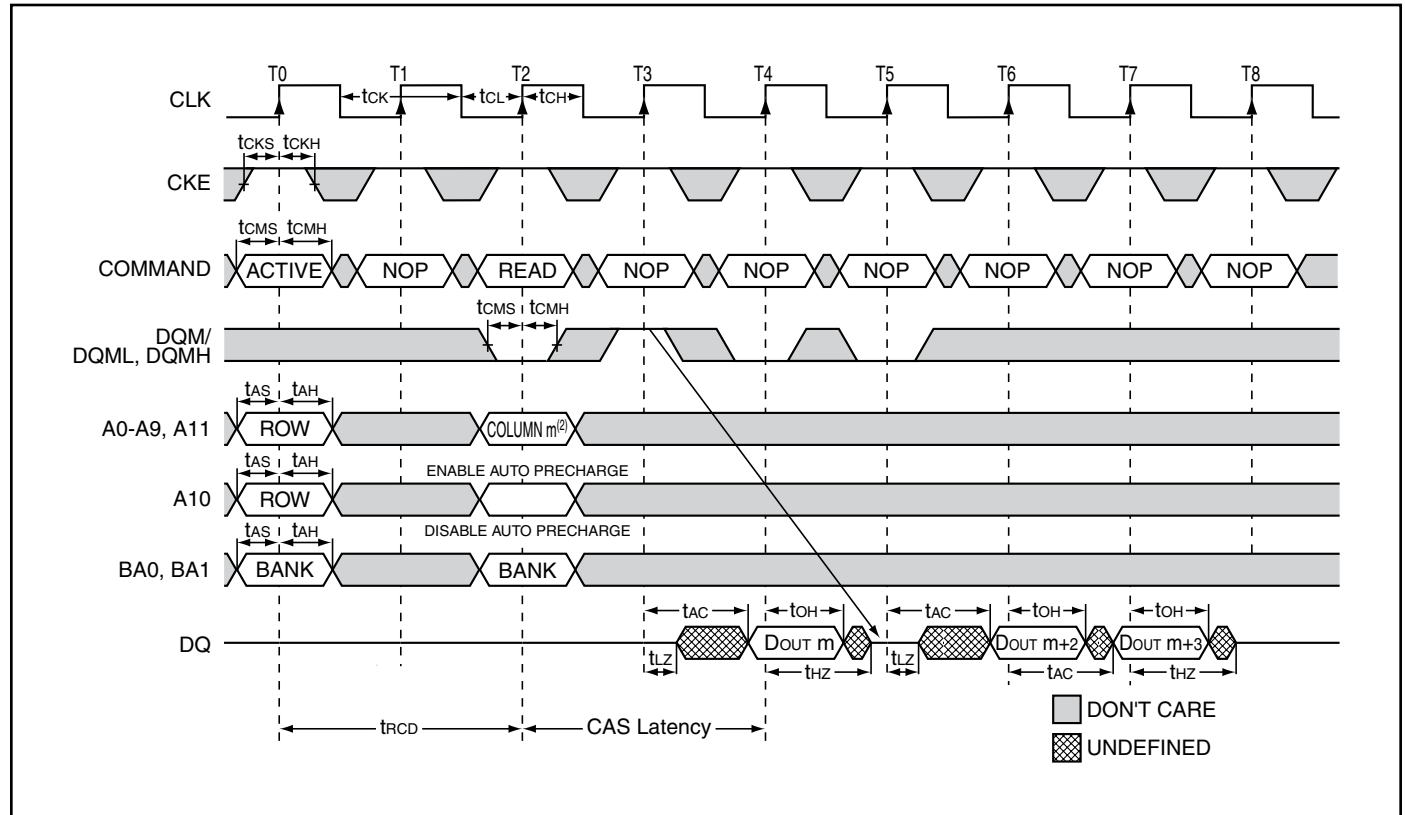 T0 T1 T2 T3 T4 T5 T6 T7 T8
CLK tCK tCL tCH
tCKS tCKH
CKE
tCMS tCMH
COMMAND ACTIVE NOP READ NOP NOP NOP NOP NOP NOP
tCMS tCMH
DQM/
DQML, DQMH
tAS tAH
A0-A9, A11 ROW COLUMN m(2)
tAS tAH ENABLE AUTO PRECHARGE
A10 ROW
tAS tAH DISABLE AUTO PRECHARGE
BA0, BA1 BANK BANK
tAC tOH tAC tOH tOH
DQ DOUT m DOUT m+2 DOUT m+3
tLZ tHZ tLZ tAC tHZ
DON'T CARE
tRCD CAS Latency
UNDEFINED